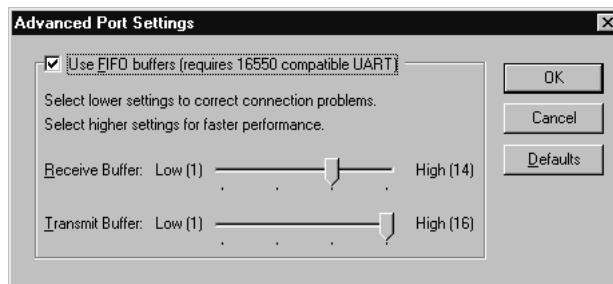 Advanced Port Settings
Use FIFO buffers (requires 16550 compatible UART)
Select lower settings to correct connection problems.
Select higher settings for faster performance.
Receive Buffer: Low (1) High (14)
Transmit Buffer: Low (1) High (16)
OK
Cancel
Defaults